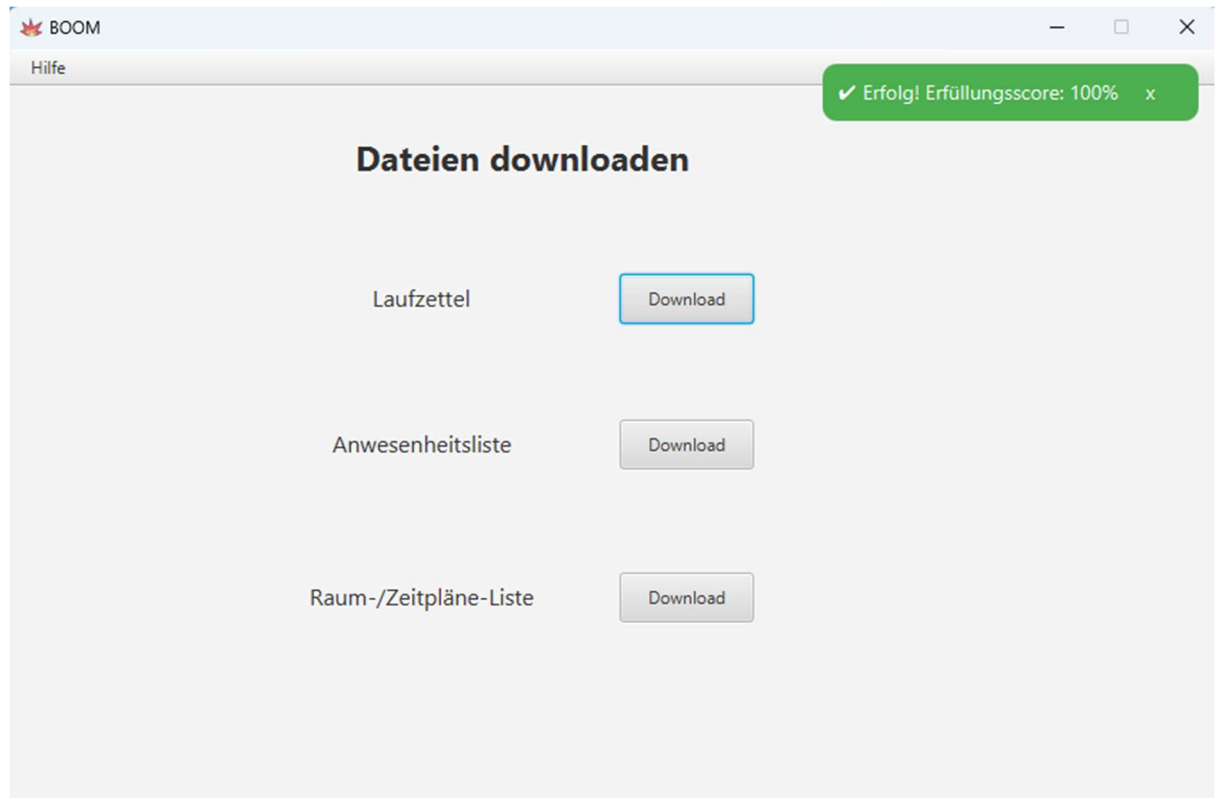 BOOM
Hilfe
✔ Erfolg! Erfüllungsscore: 100% x
Dateien downloaden
Laufzettel Download
Anwesenheitsliste Download
Raum-/Zeitpläne-Liste Download